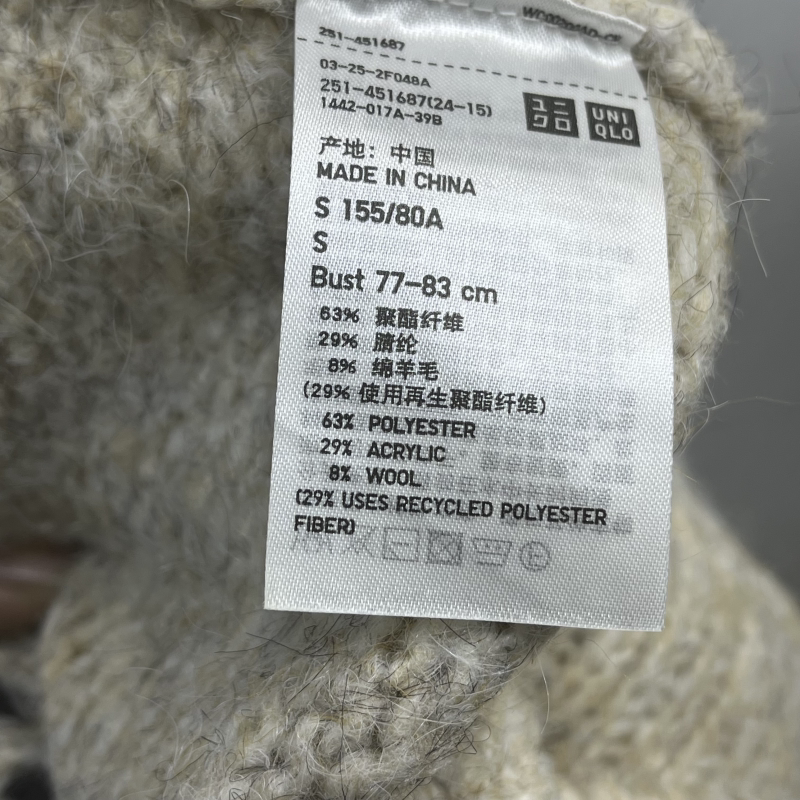 251-451687
03-25-2F048A
251-451687(24-15)
1442-017A-39B
ユニ
クロ
UNI
QLO
产地：中国
MADE IN CHINA
S 155/80A
S
Bust 77-83 cm
63% 聚酯纤维
29% 腈纶
8% 绵羊毛
(29% 使用再生聚酯纤维)
63% POLYESTER
29% ACRYLIC
8% WOOL
(29% USES RECYCLED POLYESTER
FIBER)